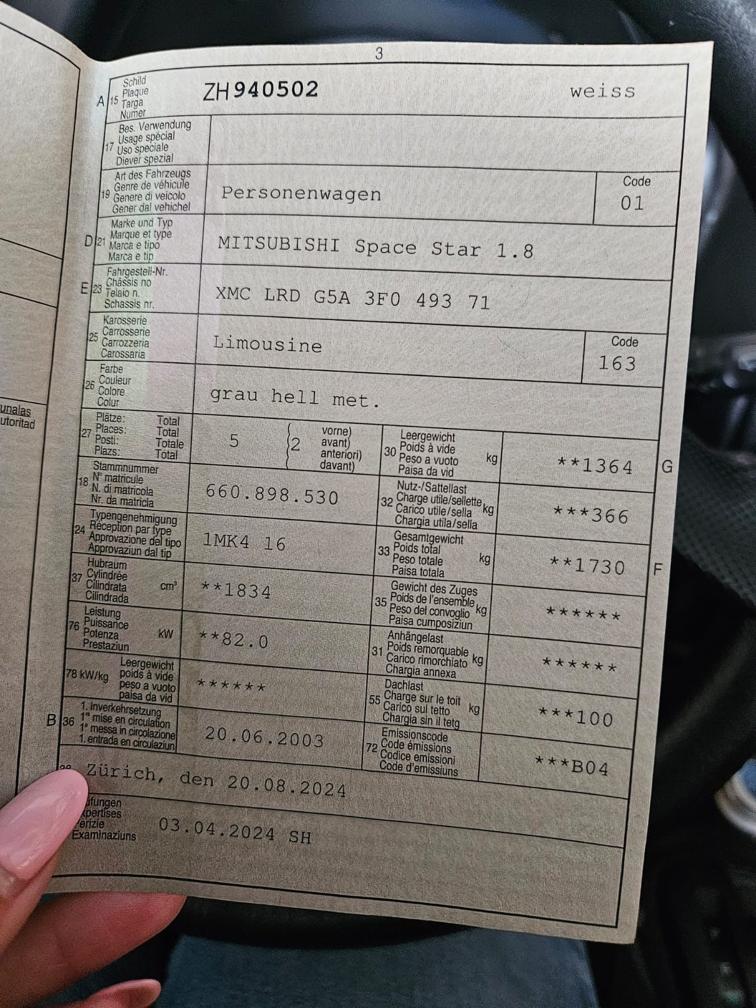 3
A 15 Schild
Plaque
Targa
Numer
ZH 940502 weiss
17 Bes. Verwendung
Usage spécial
Uso speciale
Diever spezial
19 Art des Fahrzeugs
Genre de véhicule
Genere di veicolo
Gener dal vehichel
Personenwagen
Code
01
D 21 Marke und Typ
Marque et type
Marca e tipo
Marca e tip
MITSUBISHI Space Star 1.8
E 23 Fahrgestell-Nr.
Châssis no
Telaio n.
Schassis nr.
XMC LRD G5A 3F0 493 71
25 Karosserie
Carrosserie
Carrozzeria
Carossaria
Limousine
Code
163
26 Farbe
Couleur
Colore
Colur
grau hell met.
27 Plätze: Total
Places: Total
Posti: Totale
Plazs: Total
5 2 vorne)
avant)
anteriori)
davant)
30 Leergewicht
Poids à vide
Peso a vuoto
Paisa da vid
kg
**1364 G
18 Stammnummer
N° matricule
N. di matricola
Nr. da matricla
660.898.530
32 Nutz-/Sattellast
Charge utile/sellette
Carico utile/sella
Chargia utila/sella
kg
***366
24 Typengenehmigung
Réception par type
Approvazione del tipo
Approvaziun dal tip
1MK4 16
33 Gesamtgewicht
Poids total
Peso totale
Paisa totala
kg
**1730 F
37 Hubraum
Cylindrée
Cilindrata
Cilindrada
cm³
**1834
35 Gewicht des Zuges
Poids de l'ensemble
Peso del convoglio
Paisa cumposiziun
kg
******
76 Leistung
Puissance
Potenza
Prestaziun
kW
**82.0
31 Anhängelast
Poids remorquable
Carico rimorchiato
Chargia annexa
kg
******
78 kW/kg Leergewicht
poids à vide
peso a vuoto
paisa da vid
******
55 Dachlast
Charge sur le toit
Carico sul tetto
Chargia sin il tetg
kg
***100
B 36 1. Inverkehrsetzung
1re mise en circulation
1a messa in circolazione
1. entrada en circulaziun
20.06.2003
72 Emissionscode
Code émissions
Codice emissioni
Code d'emissiuns
***B04
Zürich, den 20.08.2024
üfungen
xpertises
erizie
Examinaziuns
03.04.2024 SH
unalas
utoritad